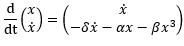 d/dt (x ẋ) = (ẋ −δẋ − αx − βx³)